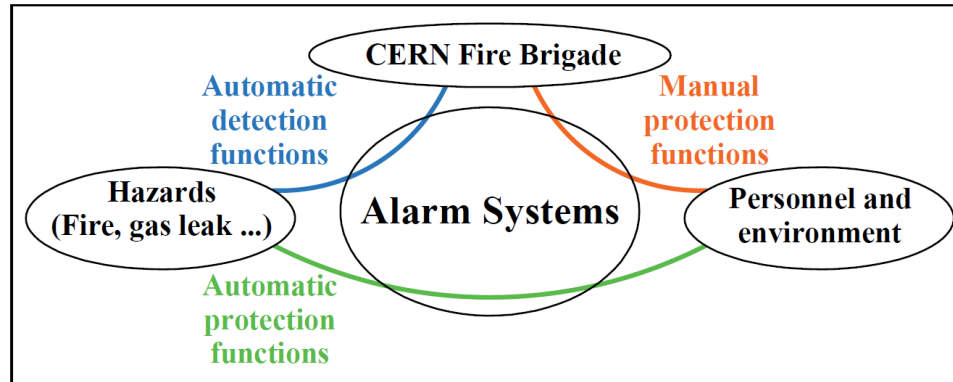 CERN Fire Brigade
Automatic
detection
functions
Manual
protection
functions
Hazards
(Fire, gas leak ...)
Alarm Systems
Personnel and
environment
Automatic
protection
functions